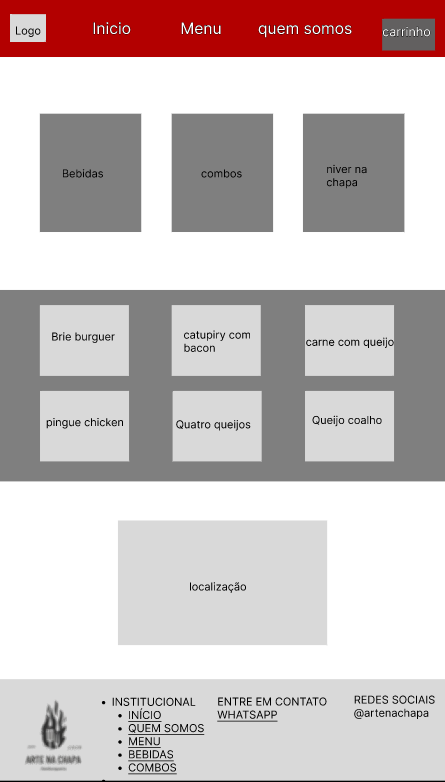 Logo
Inicio
Menu
quem somos
carrinho
Bebidas
combos
niver na
chapa
Brie burguer
catupiry com
bacon
carne com queijo
pingue chicken
Quatro queijos
Queijo coalho
localização
ARTE NA CHAPA
• INSTITUCIONAL
• INÍCIO
• QUEM SOMOS
• MENU
• BEBIDAS
• COMBOS
ENTRE EM CONTATO
WHATSAPP
REDES SOCIAIS
@artenachapa